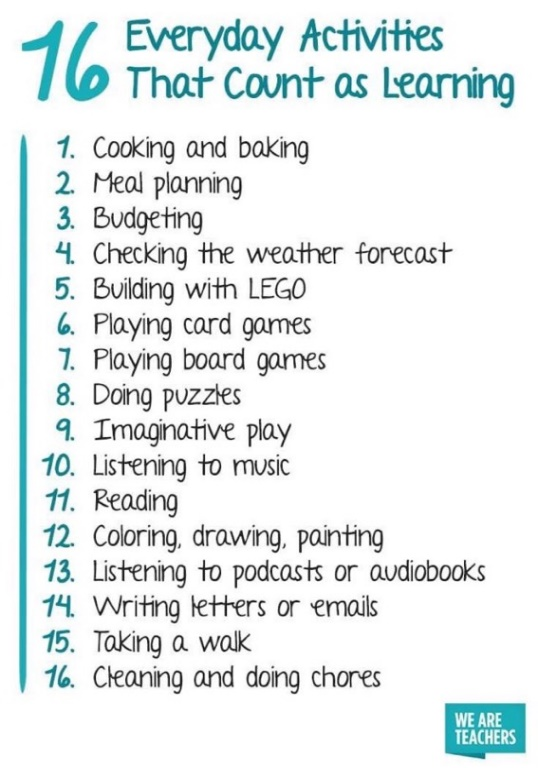 16 Everyday Activities
That Count as Learning
1. Cooking and baking
2. Meal planning
3. Budgeting
4. Checking the weather forecast
5. Building with LEGO
6. Playing card games
7. Playing board games
8. Doing puzzles
9. Imaginative play
10. Listening to music
11. Reading
12. Coloring, drawing, painting
13. Listening to podcasts or audiobooks
14. Writing letters or emails
15. Taking a walk
16. Cleaning and doing chores
WE ARE
TEACHERS